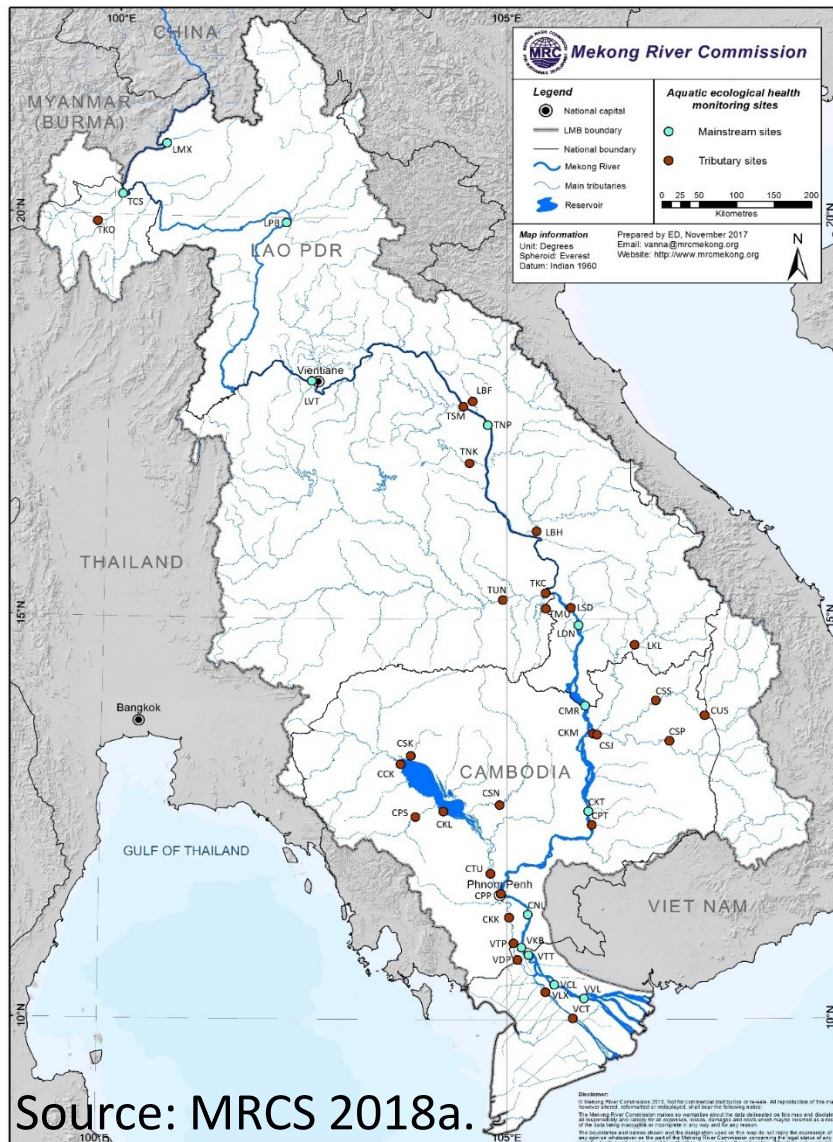 100°E
105°E
CHINA
MRC
Mekong River Commission
MYANMAR
(BURMA)
Legend
National capital
LMB boundary
National boundary
Mekong River
Main tributaries
Reservoir
Aquatic ecological health
monitoring sites
Mainstream sites
Tributary sites
0 25 50 100 150 200
Kilometres
Map information
Unit: Degrees
Spheroid: Everest
Datum: Indian 1960
Prepared by ED, November 2017
Email: vanna@mrcmekong.org
Website: http://www.mrcmekong.org
N
LMX
TCS
20°N
20°N
TKO
LPB
LAO PDR
Vientiane
LVT
LBF
TSM
TNP
TNK
LBH
THAILAND
TKC
TUN
LSD
TMU
15°N
15°N
LDN
LKL
CSS
Bangkok
CMR
CUS
CKM
CSJ
CSP
CSK
CCK
CAMBODIA
CSN
CKT
CPS
CKL
CPT
GULF OF THAILAND
CTU
Phnom Penh
CPP
VIET NAM
CNL
CKK
VTP
VKB
VDP
VTT
VCL
VLX
VVL
VCT
10°N
10°N
Disclaimer:
Source: MRCS 2018a.
100°E
105°E